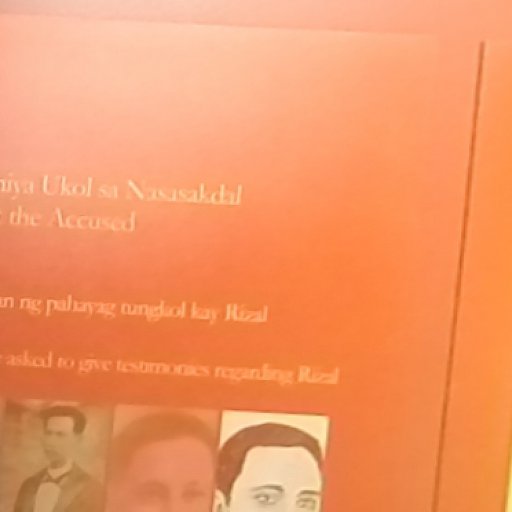 Ukol sa Nasasakdal
the Accused
ng pahayag tungkol kay Rizal
asked to give testimonies regarding Rizal